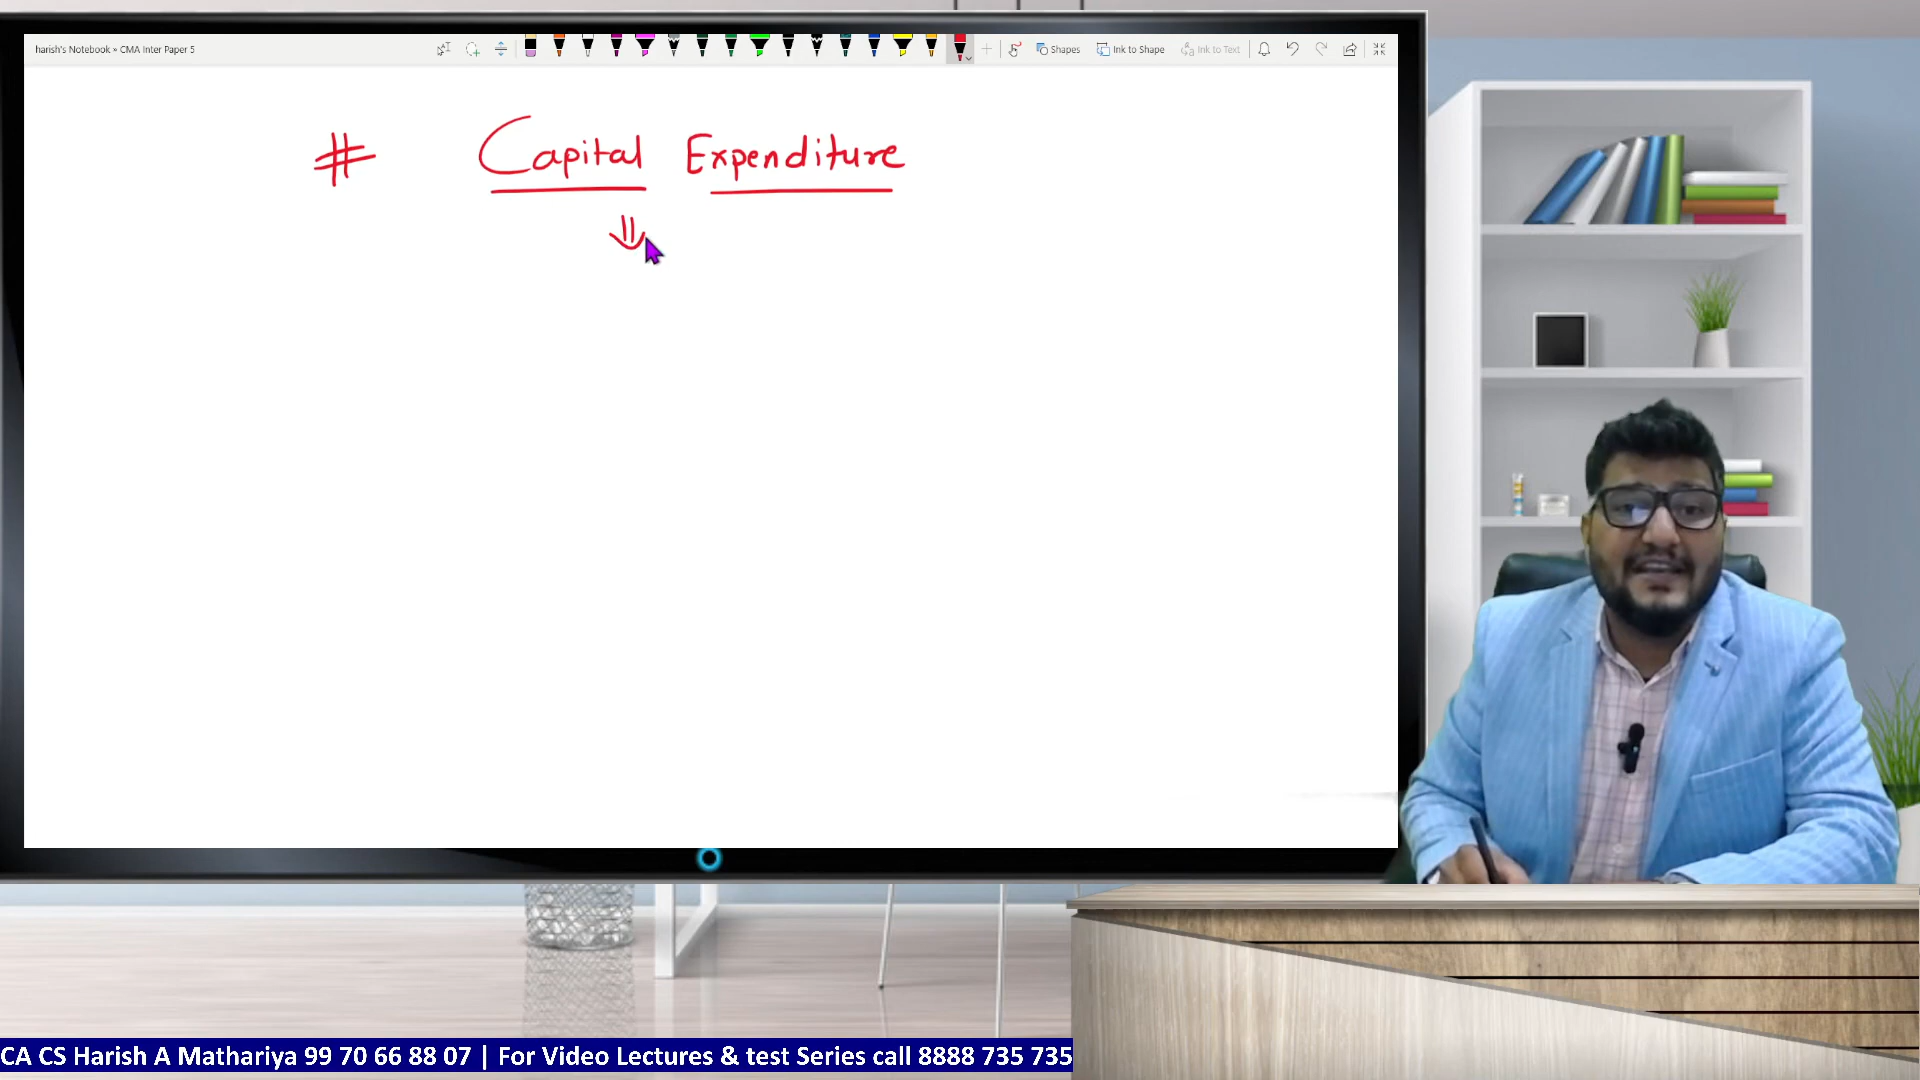 harish's Notebook » CMA Inter Paper 5
Shapes
Ink to Shape
Ink to Text
# Capital Expenditure
CA CS Harish A Mathariya 99 70 66 88 07 | For Video Lectures & test Series call 8888 735 735